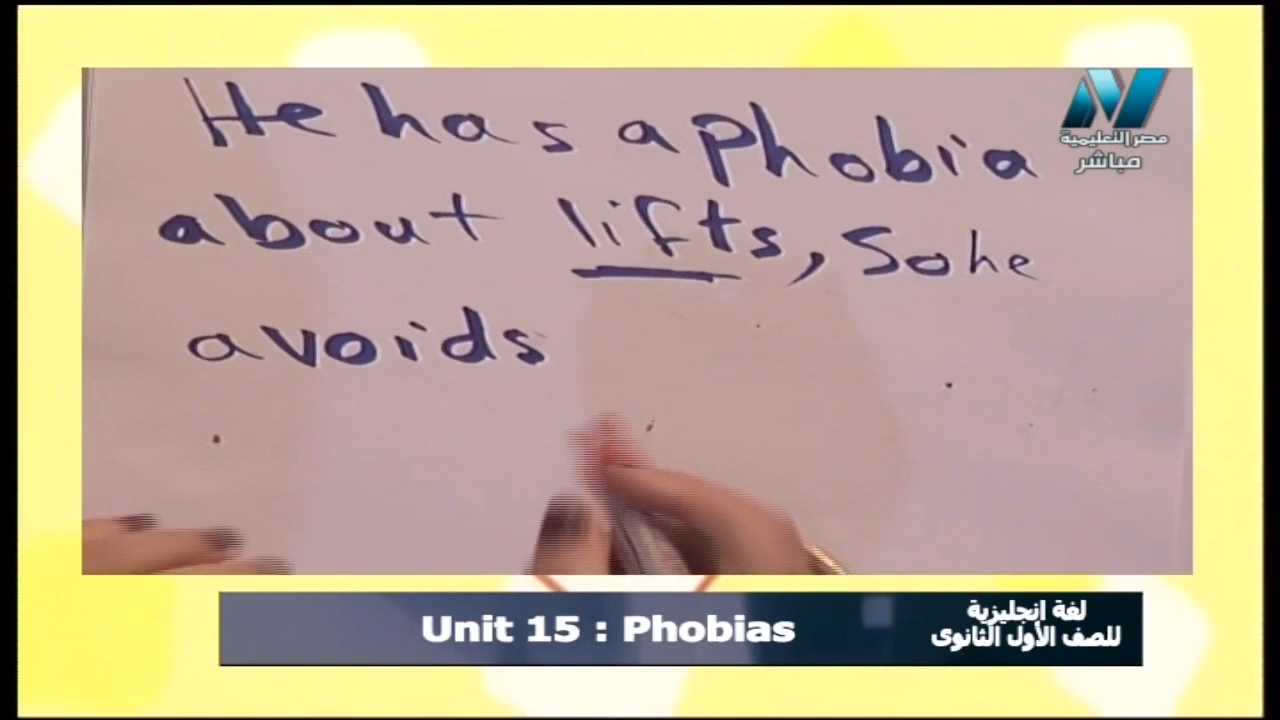 He has a phobia
about lifts, so he
avoids
مصر التعليمية
مباشر
Unit 15 : Phobias
لغة إنجليزية
للصف الأول الثانوى